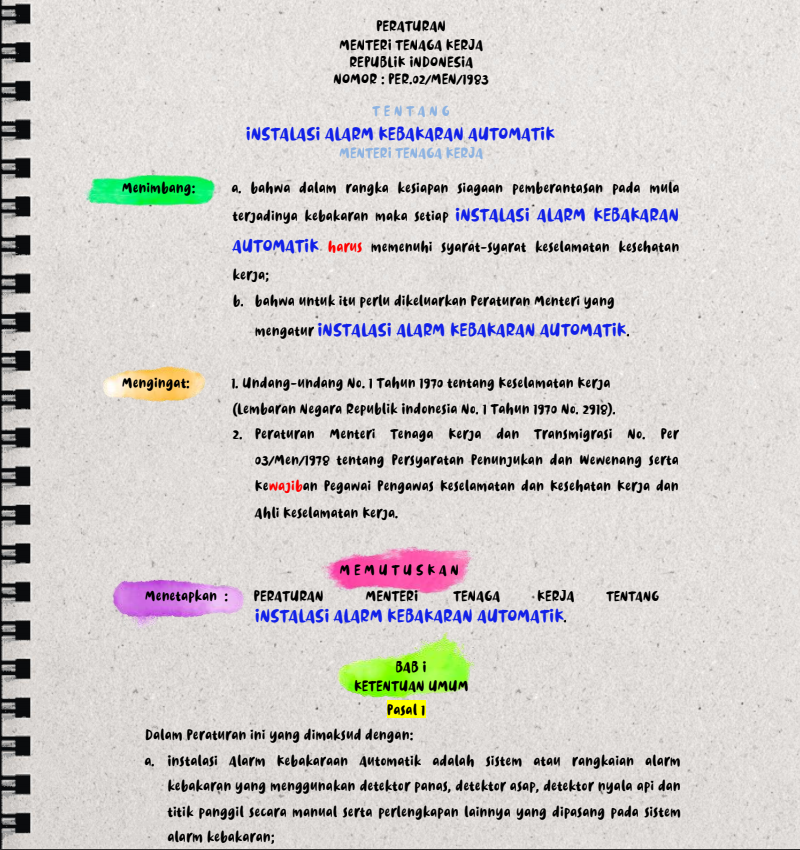 PERATURAN
MENTERI TENAGA KERJA
REPUBLIK INDONESIA
NOMOR : PER.02/MEN/1983
TENTANG
INSTALASI ALARM KEBAKARAN AUTOMATIK
MENTERI TENAGA KERJA
Menimbang:
a. bahwa dalam rangka kesiapan siagaan pemberantasan pada mula
terjadinya kebakaran maka setiap INSTALASI ALARM KEBAKARAN
AUTOMATIK harus memenuhi syarat-syarat keselamatan kesehatan
kerja;
b. bahwa untuk itu perlu dikeluarkan Peraturan Menteri yang
mengatur INSTALASI ALARM KEBAKARAN AUTOMATIK.
Mengingat:
1. Undang-undang No. 1 Tahun 1970 tentang Keselamatan Kerja
(Lembaran Negara Republik indonesia No. 1 Tahun 1970 No. 2918).
2. Peraturan Menteri Tenaga Kerja dan Transmigrasi No. Per
03/Men/1978 tentang Persyaratan Penunjukan dan Wewenang serta
Kewajiban Pegawai Pengawas Keselamatan dan Kesehatan Kerja dan
Ahli Keselamatan Kerja.
MEMUTUSKAN
Menetapkan : PERATURAN MENTERI TENAGA KERJA TENTANG
INSTALASI ALARM KEBAKARAN AUTOMATIK.
BAB I
KETENTUAN UMUM
Pasal 1
Dalam Peraturan ini yang dimaksud dengan:
a. instalasi Alarm Kebakaraan Automatik adalah sistem atau rangkaian alarm
kebakaran yang menggunakan detektor panas, detektor asap, detektor nyala api dan
titik panggil secara manual serta perlengkapan lainnya yang dipasang pada sistem
alarm kebakaran;